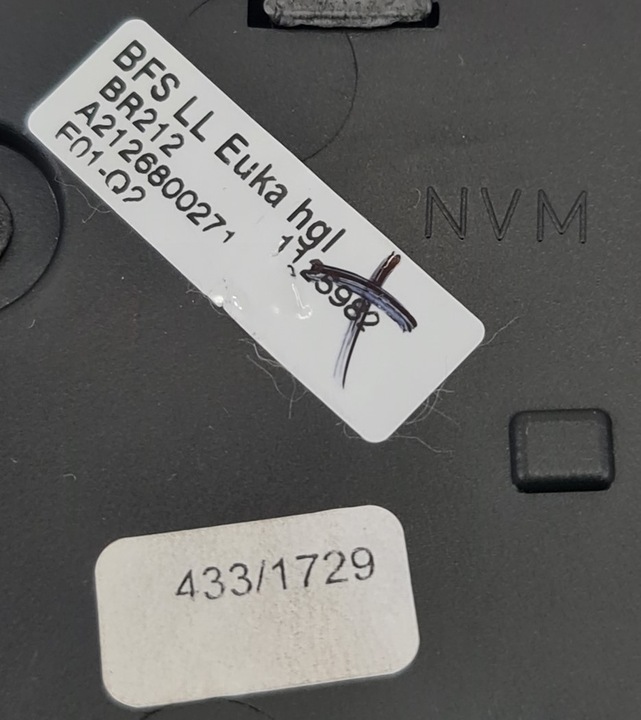 BFS LL Euka hgl
BR212
A2126800271
F01-Q2
NVM
433/1729